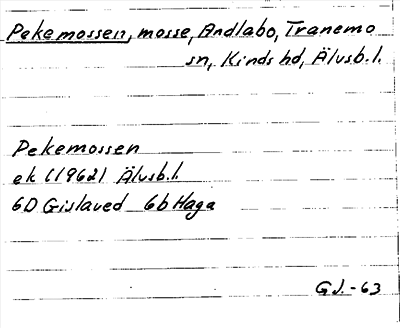 Pekemossen, mosse, Andlabo, Tranemo
sn, Kinds hd, Älvsb.l.
Pekemossen
ek (1962) Älvsb.l.
6D Gislaved 6b Haga
GJ.-63